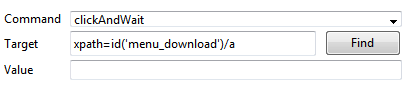 Command clickAndWait
Target xpath=id('menu_download')/a Find
Value